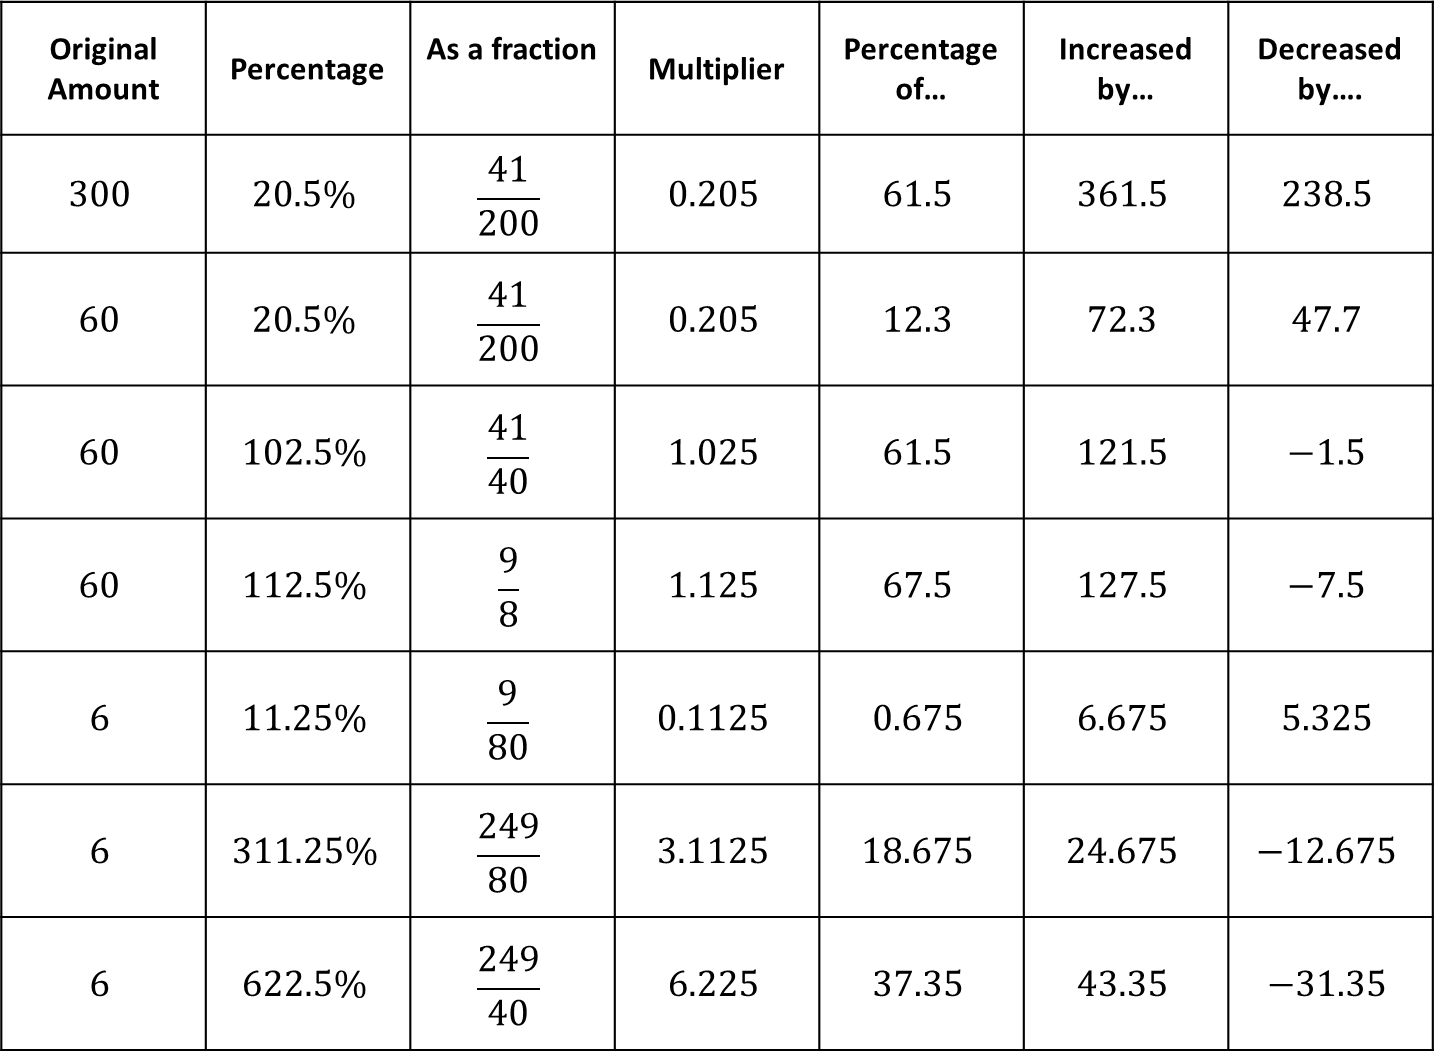 Original Amount | Percentage | As a fraction | Multiplier | Percentage of... | Increased by... | Decreased by....
300 | 20.5% | 41/200 | 0.205 | 61.5 | 361.5 | 238.5
60 | 20.5% | 41/200 | 0.205 | 12.3 | 72.3 | 47.7
60 | 102.5% | 41/40 | 1.025 | 61.5 | 121.5 | −1.5
60 | 112.5% | 9/8 | 1.125 | 67.5 | 127.5 | −7.5
6 | 11.25% | 9/80 | 0.1125 | 0.675 | 6.675 | 5.325
6 | 311.25% | 249/80 | 3.1125 | 18.675 | 24.675 | −12.675
6 | 622.5% | 249/40 | 6.225 | 37.35 | 43.35 | −31.35